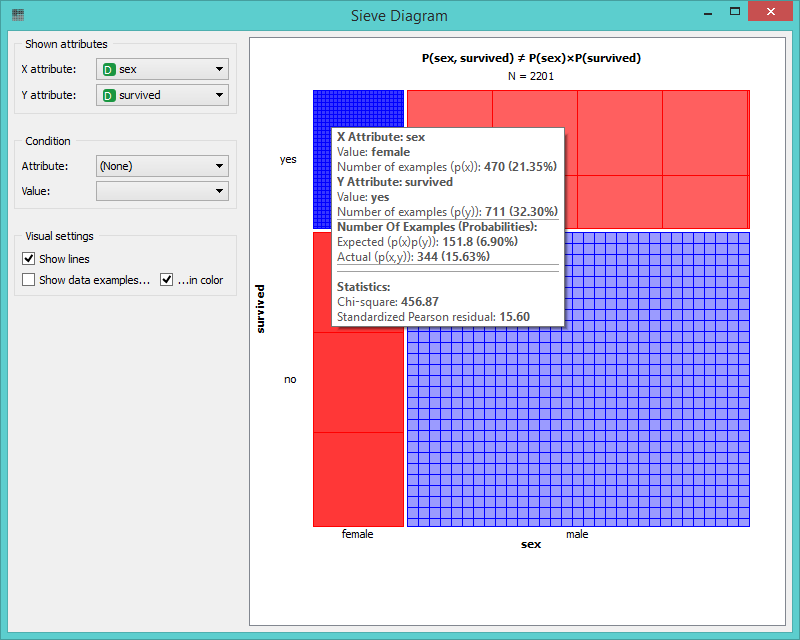 Sieve Diagram
Shown attributes
X attribute: D sex
Y attribute: D survived
Condition
Attribute: (None)
Value:
Visual settings
Show lines
Show data examples... ...in color
P(sex, survived) ≠ P(sex)×P(survived)
N = 2201
yes
X Attribute: sex
Value: female
Number of examples (p(x)): 470 (21.35%)
Y Attribute: survived
Value: yes
Number of examples (p(y)): 711 (32.30%)
Number Of Examples (Probabilities):
Expected (p(x)p(y)): 151.8 (6.90%)
Actual (p(x,y)): 344 (15.63%)
Statistics:
Chi-square: 456.87
Standardized Pearson residual: 15.60
survived
no
female male
sex